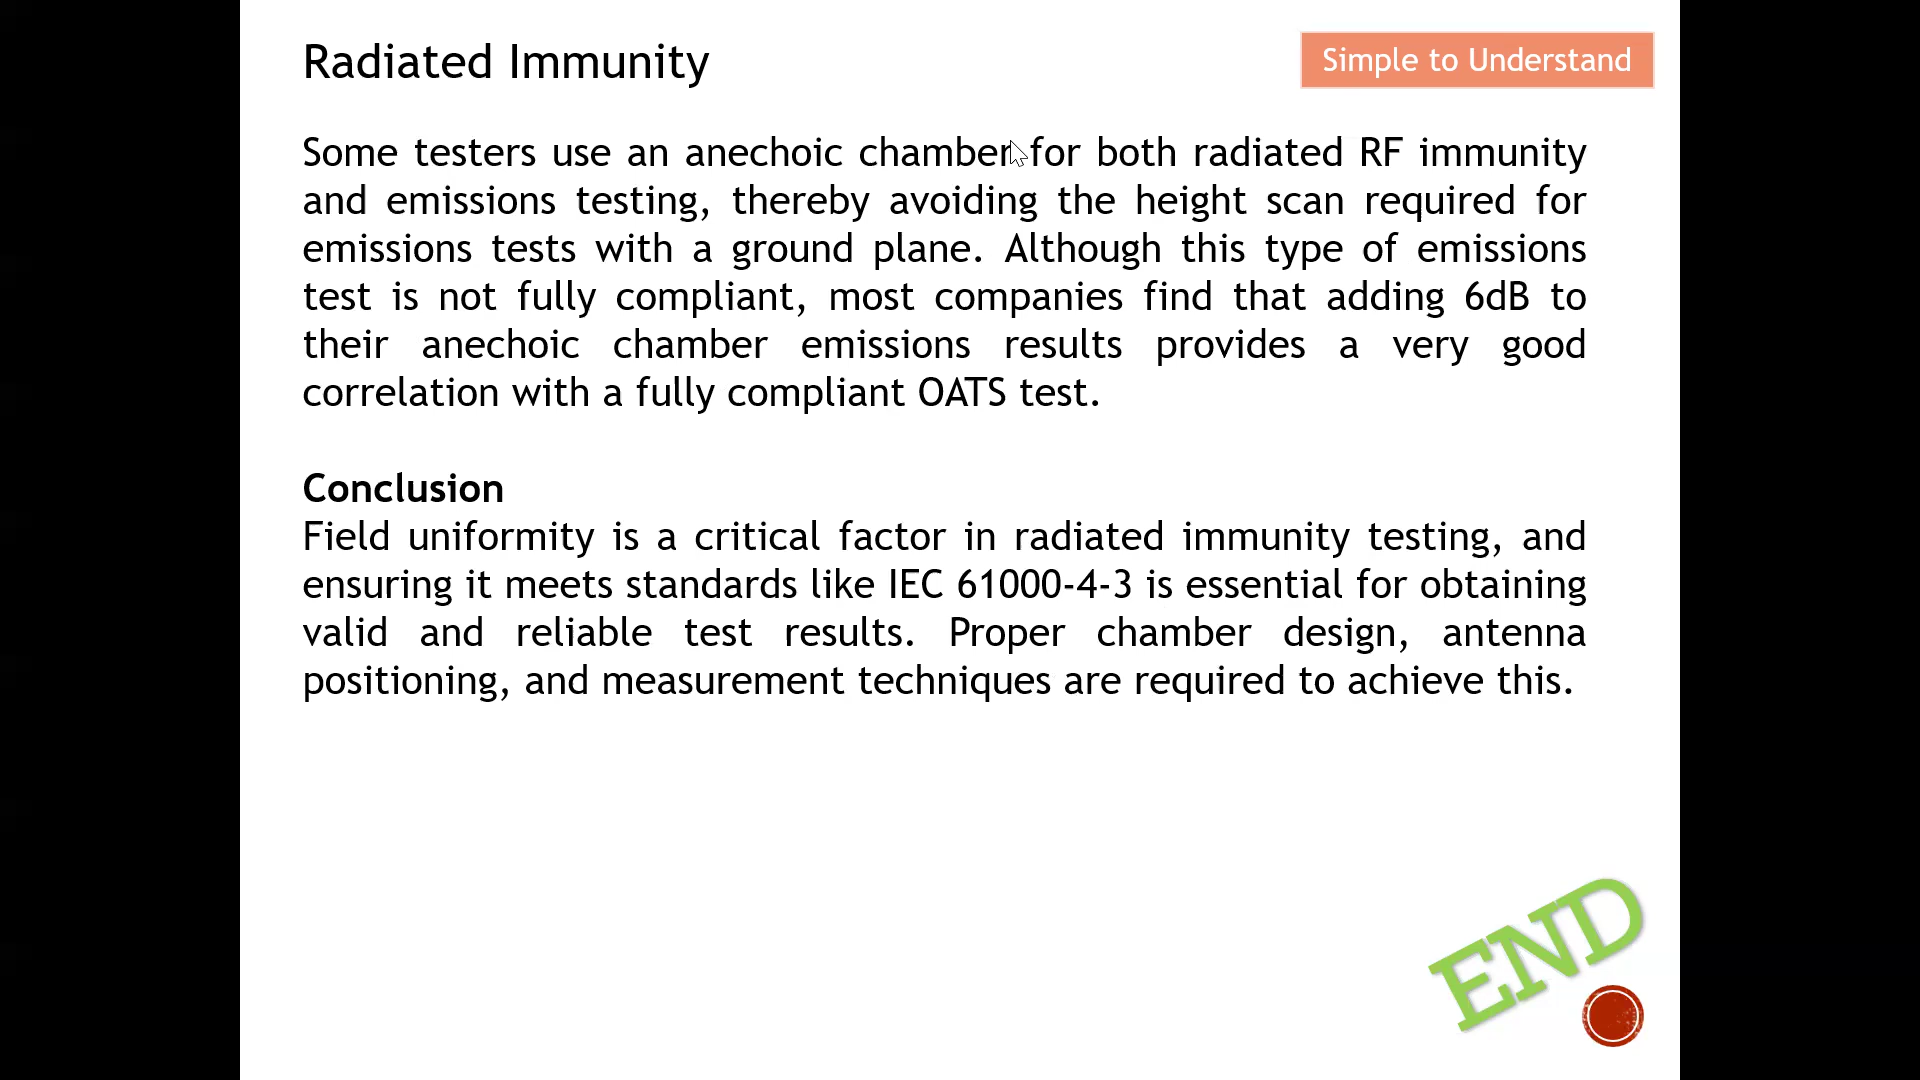 Radiated Immunity
Simple to Understand
Some testers use an anechoic chamber for both radiated RF immunity
and emissions testing, thereby avoiding the height scan required for
emissions tests with a ground plane. Although this type of emissions
test is not fully compliant, most companies find that adding 6dB to
their anechoic chamber emissions results provides a very good
correlation with a fully compliant OATS test.
Conclusion
Field uniformity is a critical factor in radiated immunity testing, and
ensuring it meets standards like IEC 61000-4-3 is essential for obtaining
valid and reliable test results. Proper chamber design, antenna
positioning, and measurement techniques are required to achieve this.
END